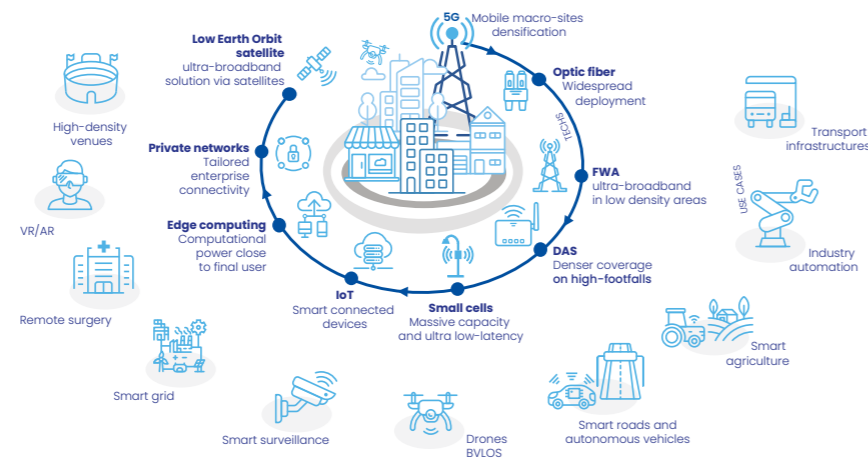 5G
Mobile macro-sites
densification
Optic fiber
Widespread
deployment
TECHS
FWA
ultra-broadband
in low density areas
DAS
Denser coverage
on high-footfalls
Small cells
Massive capacity
and ultra low-latency
IoT
Smart connected
devices
Edge computing
Computational
power close
to final user
Private networks
Tailored
enterprise
connectivity
Low Earth Orbit
satellite
ultra-broadband
solution via satellites
USE CASES
Transport
infrastructures
Industry
automation
Smart
agriculture
Smart roads and
autonomous vehicles
Drones
BVLOS
Smart surveillance
Smart grid
Remote surgery
VR/AR
High-density
venues